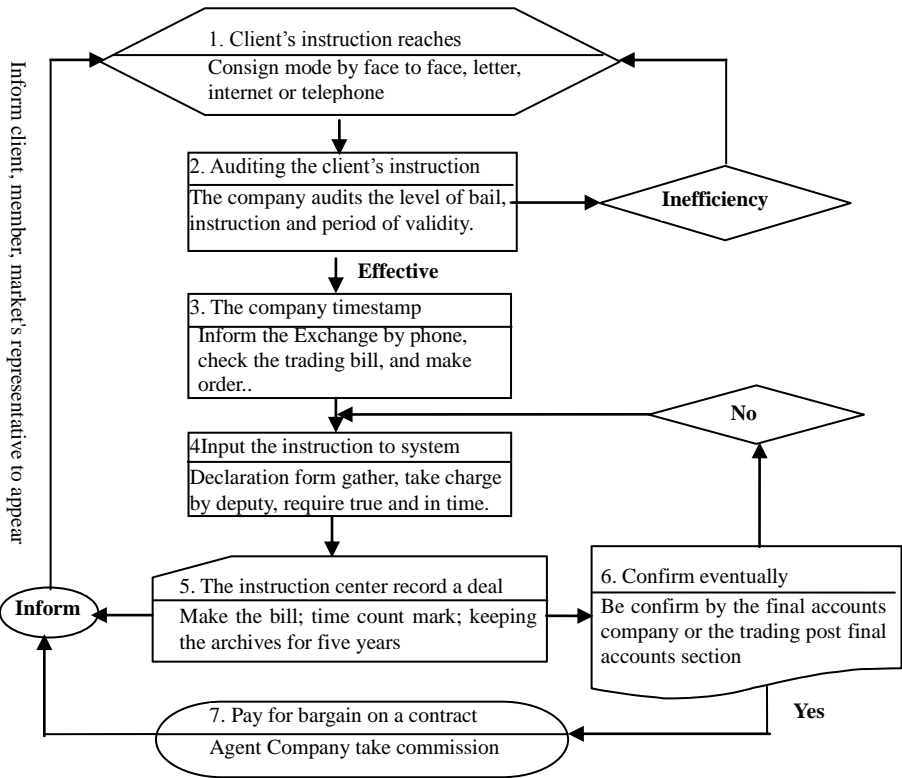 Inform client, member, market's representative to appear
1. Client’s instruction reaches
Consign mode by face to face, letter,
internet or telephone
2. Auditing the client’s instruction
The company audits the level of bail,
instruction and period of validity.
Inefficiency
Effective
3. The company timestamp
Inform the Exchange by phone,
check the trading bill, and make
order..
No
4Input the instruction to system
Declaration form gather, take charge
by deputy, require true and in time.
5. The instruction center record a deal
Make the bill; time count mark; keeping
the archives for five years
Inform
6. Confirm eventually
Be confirm by the final accounts
company or the trading post final
accounts section
Yes
7. Pay for bargain on a contract
Agent Company take commission